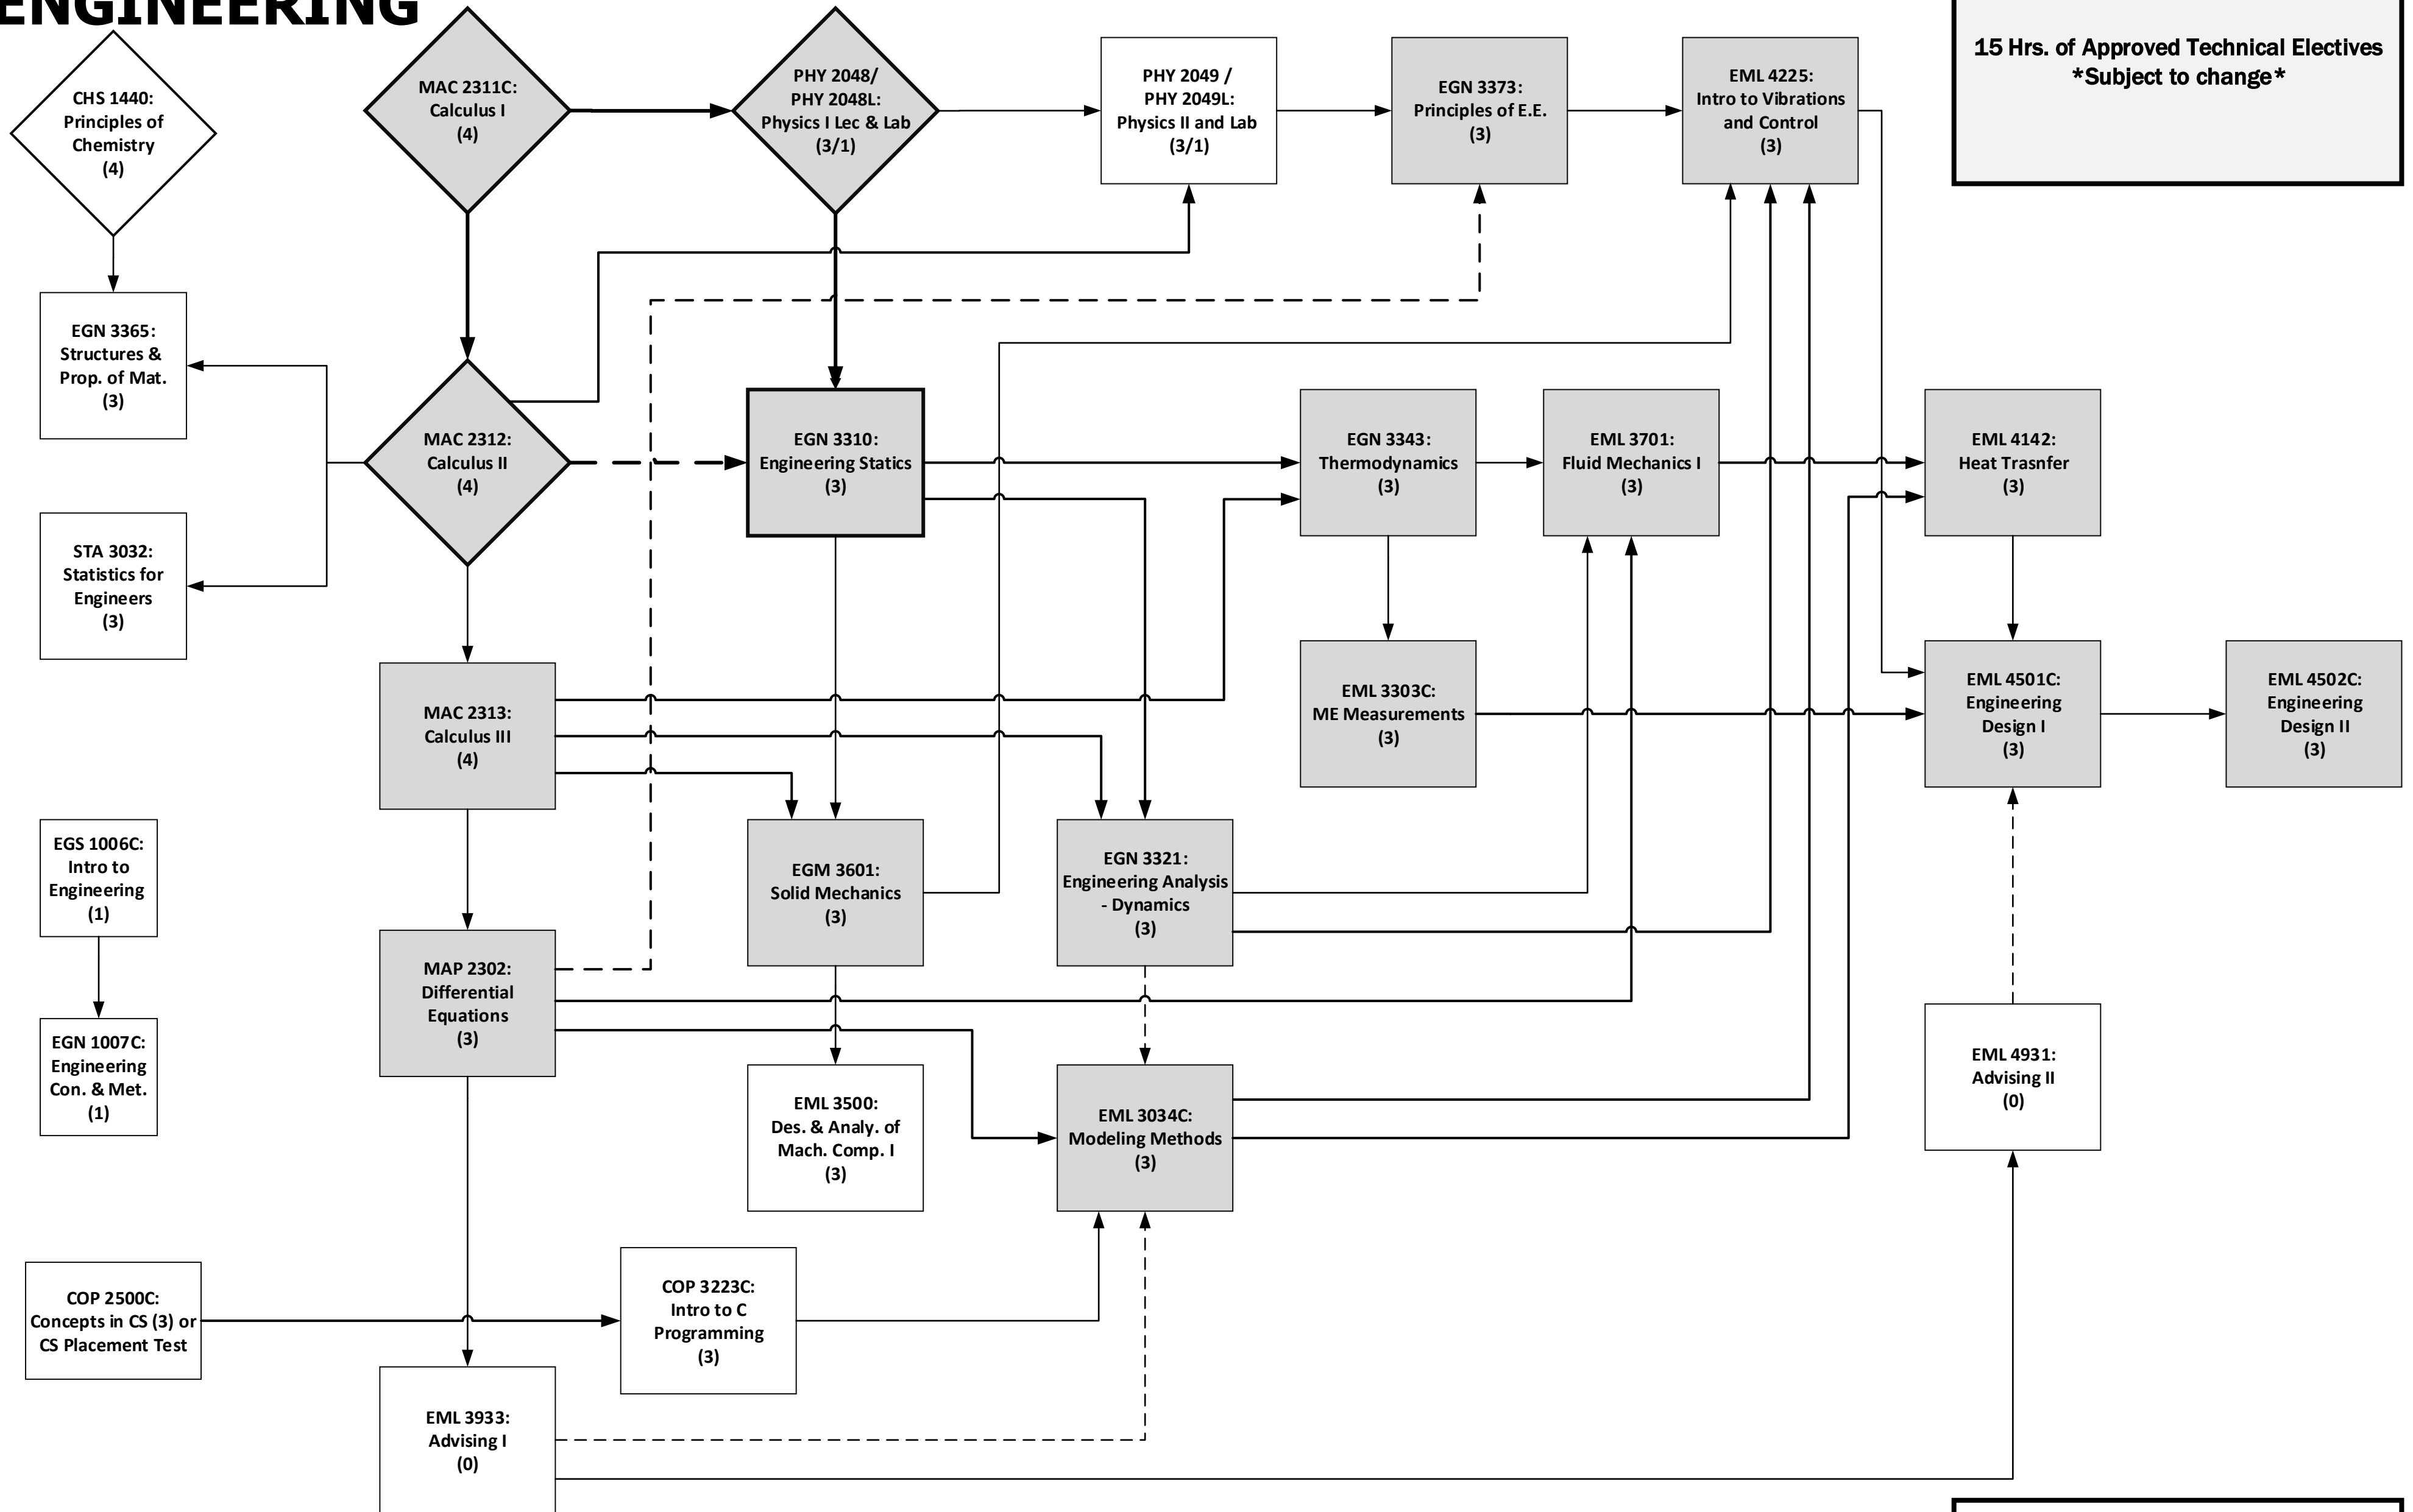 ENGINEERING
15 Hrs. of Approved Technical Electives
*Subject to change*
CHS 1440:
Principles of
Chemistry
(4)
MAC 2311C:
Calculus I
(4)
PHY 2048/
PHY 2048L:
Physics I Lec & Lab
(3/1)
PHY 2049 /
PHY 2049L:
Physics II and Lab
(3/1)
EGN 3373:
Principles of E.E.
(3)
EML 4225:
Intro to Vibrations
and Control
(3)
EGN 3365:
Structures &
Prop. of Mat.
(3)
MAC 2312:
Calculus II
(4)
EGN 3310:
Engineering Statics
(3)
EGN 3343:
Thermodynamics
(3)
EML 3701:
Fluid Mechanics I
(3)
EML 4142:
Heat Trasnfer
(3)
STA 3032:
Statistics for
Engineers
(3)
MAC 2313:
Calculus III
(4)
EML 3303C:
ME Measurements
(3)
EML 4501C:
Engineering
Design I
(3)
EML 4502C:
Engineering
Design II
(3)
EGS 1006C:
Intro to
Engineering
(1)
EGM 3601:
Solid Mechanics
(3)
EGN 3321:
Engineering Analysis
- Dynamics
(3)
MAP 2302:
Differential
Equations
(3)
EGN 1007C:
Engineering
Con. & Met.
(1)
EML 3500:
Des. & Analy. of
Mach. Comp. I
(3)
EML 3034C:
Modeling Methods
(3)
EML 4931:
Advising II
(0)
COP 2500C:
Concepts in CS (3) or
CS Placement Test
COP 3223C:
Intro to C
Programming
(3)
EML 3933:
Advising I
(0)